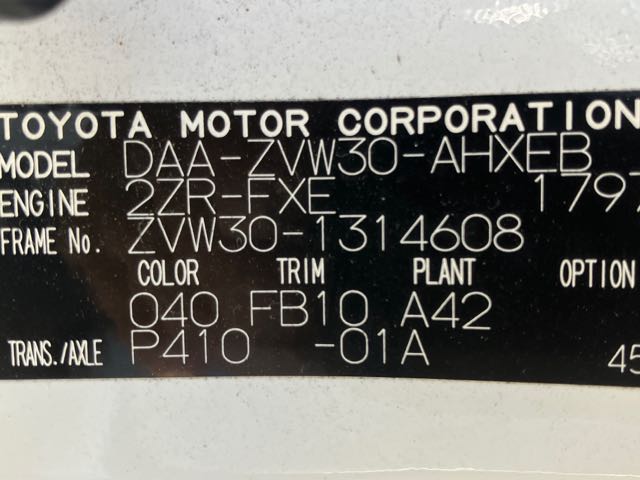 TOYOTA MOTOR CORPORATION
MODEL DAA-ZVW30-AHXEB
ENGINE 2ZR-FXE 1797
FRAME No. ZVW30-1314608
COLOR TRIM PLANT OPTION
040 FB10 A42
TRANS./AXLE P410 -01A 45